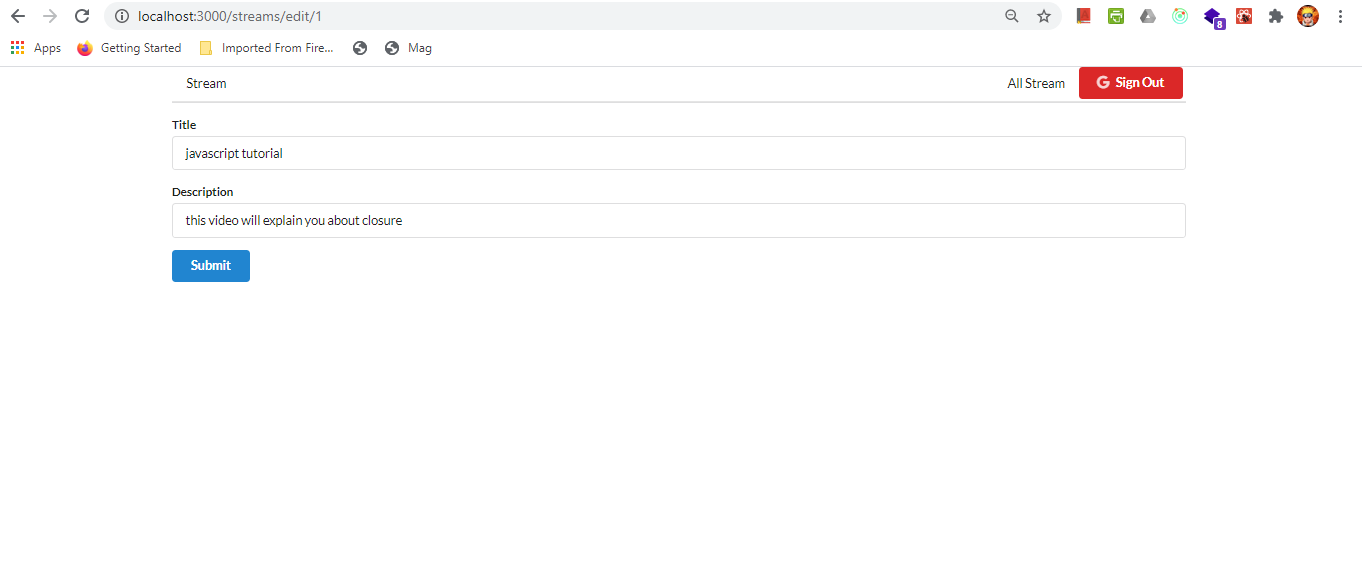 localhost:3000/streams/edit/1
8
Apps Getting Started Imported From Fire... Mag
Stream All Stream Sign Out
Title
javascript tutorial
Description
this video will explain you about closure
Submit